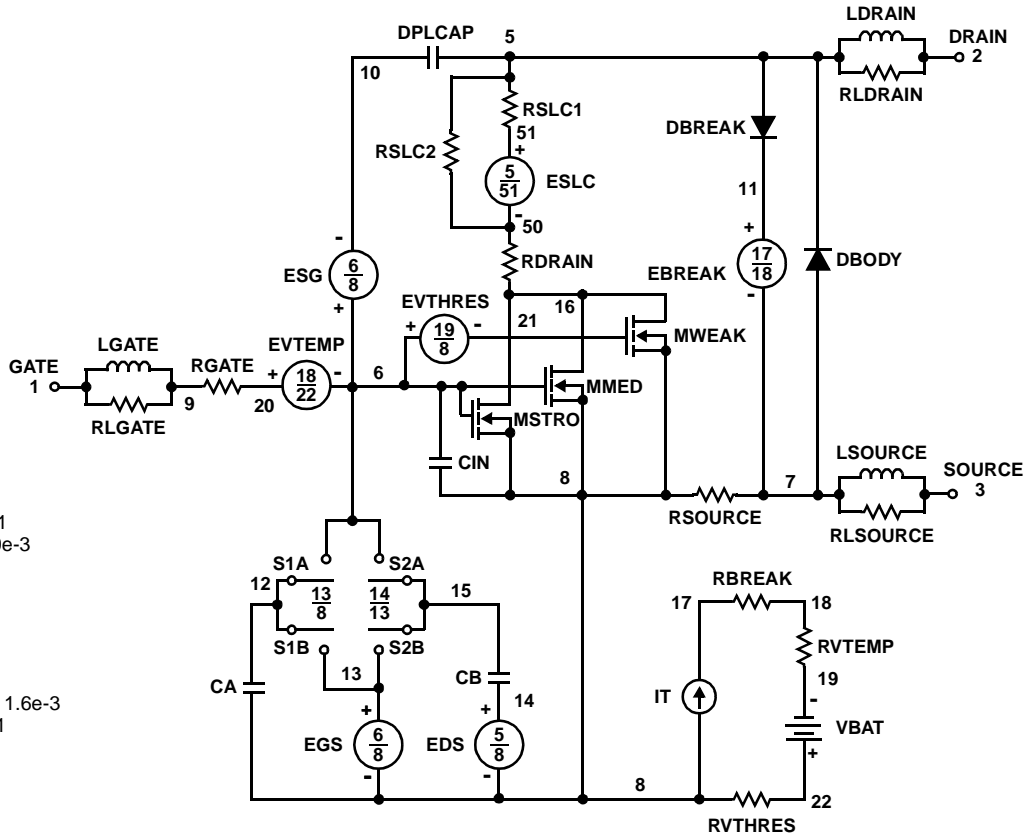 LDRAIN
DPLCAP
5
DRAIN
2
10
RLDRAIN
RSLC1
51
+
DBREAK
RSLC2
5
51
ESLC
11
-
50
+
-
17
18
DBODY
ESG
6
8
RDRAIN
EBREAK
-
+
EVTHRES
16
21
+
19
8
-
MWEAK
LGATE
EVTEMP
GATE
1
RGATE
+
18
22
-
6
MMED
9
20
RLGATE
MSTRO
CIN
LSOURCE
8
7
SOURCE
3
RSOURCE
RLSOURCE
1
e-3
S1A
S2A
12
13
8
14
13
15
RBREAK
17
18
S1B
S2B
RVTEMP
13
CB
19
CA
IT
-
1.6e-3
14
VBAT
+
+
EGS
6
8
EDS
5
8
+
-
-
8
22
RVTHRES